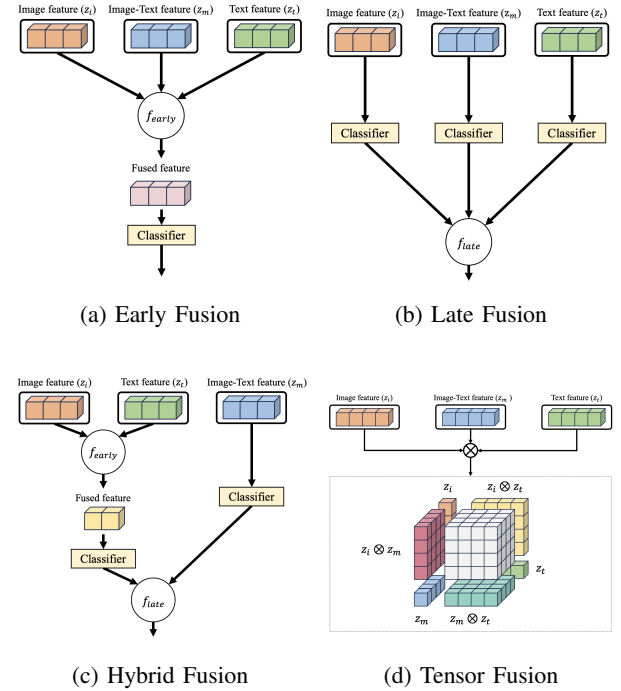 Image feature (z_i) Image-Text feature (z_m) Text feature (z_t)
f_early
Fused feature
Classifier
(a) Early Fusion
Image feature (z_i) Image-Text feature (z_m) Text feature (z_t)
Classifier Classifier Classifier
f_late
(b) Late Fusion
Image feature (z_i) Text feature (z_t) Image-Text feature (z_m)
f_early
Fused feature
Classifier
Classifier
f_late
(c) Hybrid Fusion
Image feature (z_i) Image-Text feature (z_m) Text feature (z_t)
⊗
z_i z_i ⊗ z_t
z_i ⊗ z_m
z_t
z_m z_m ⊗ z_t
(d) Tensor Fusion